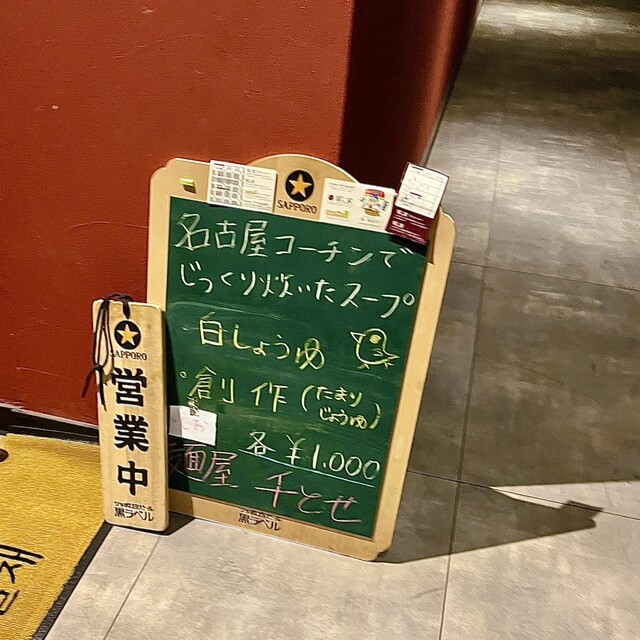 SAPPORO
名古屋コーチンで
じっくり炊いたスープ
白しょうゆ
創作(たまり
じょうゆ)
しお
各¥1.000
麺屋 千とせ
黒ラベル
SAPPORO
営業中
黒ラベル